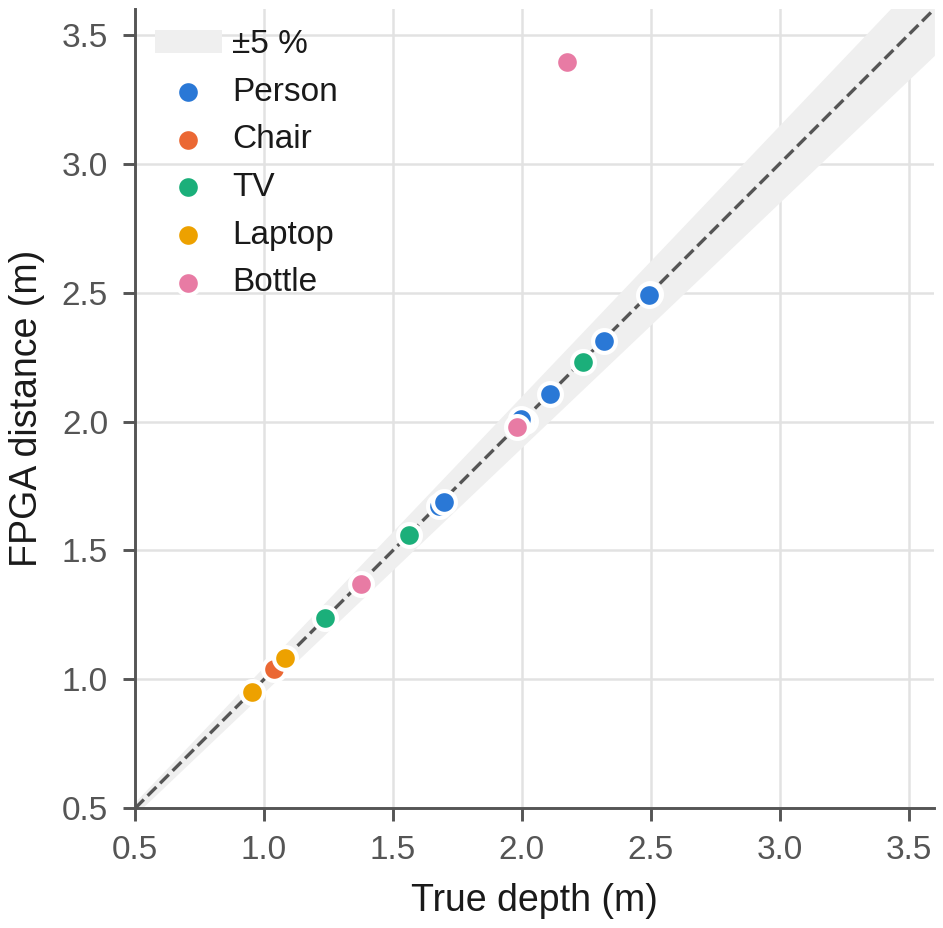 ±5 %
Person
Chair
TV
Laptop
Bottle
FPGA distance (m)
3.5
3.0
2.5
2.0
1.5
1.0
0.5
0.5 1.0 1.5 2.0 2.5 3.0 3.5
True depth (m)